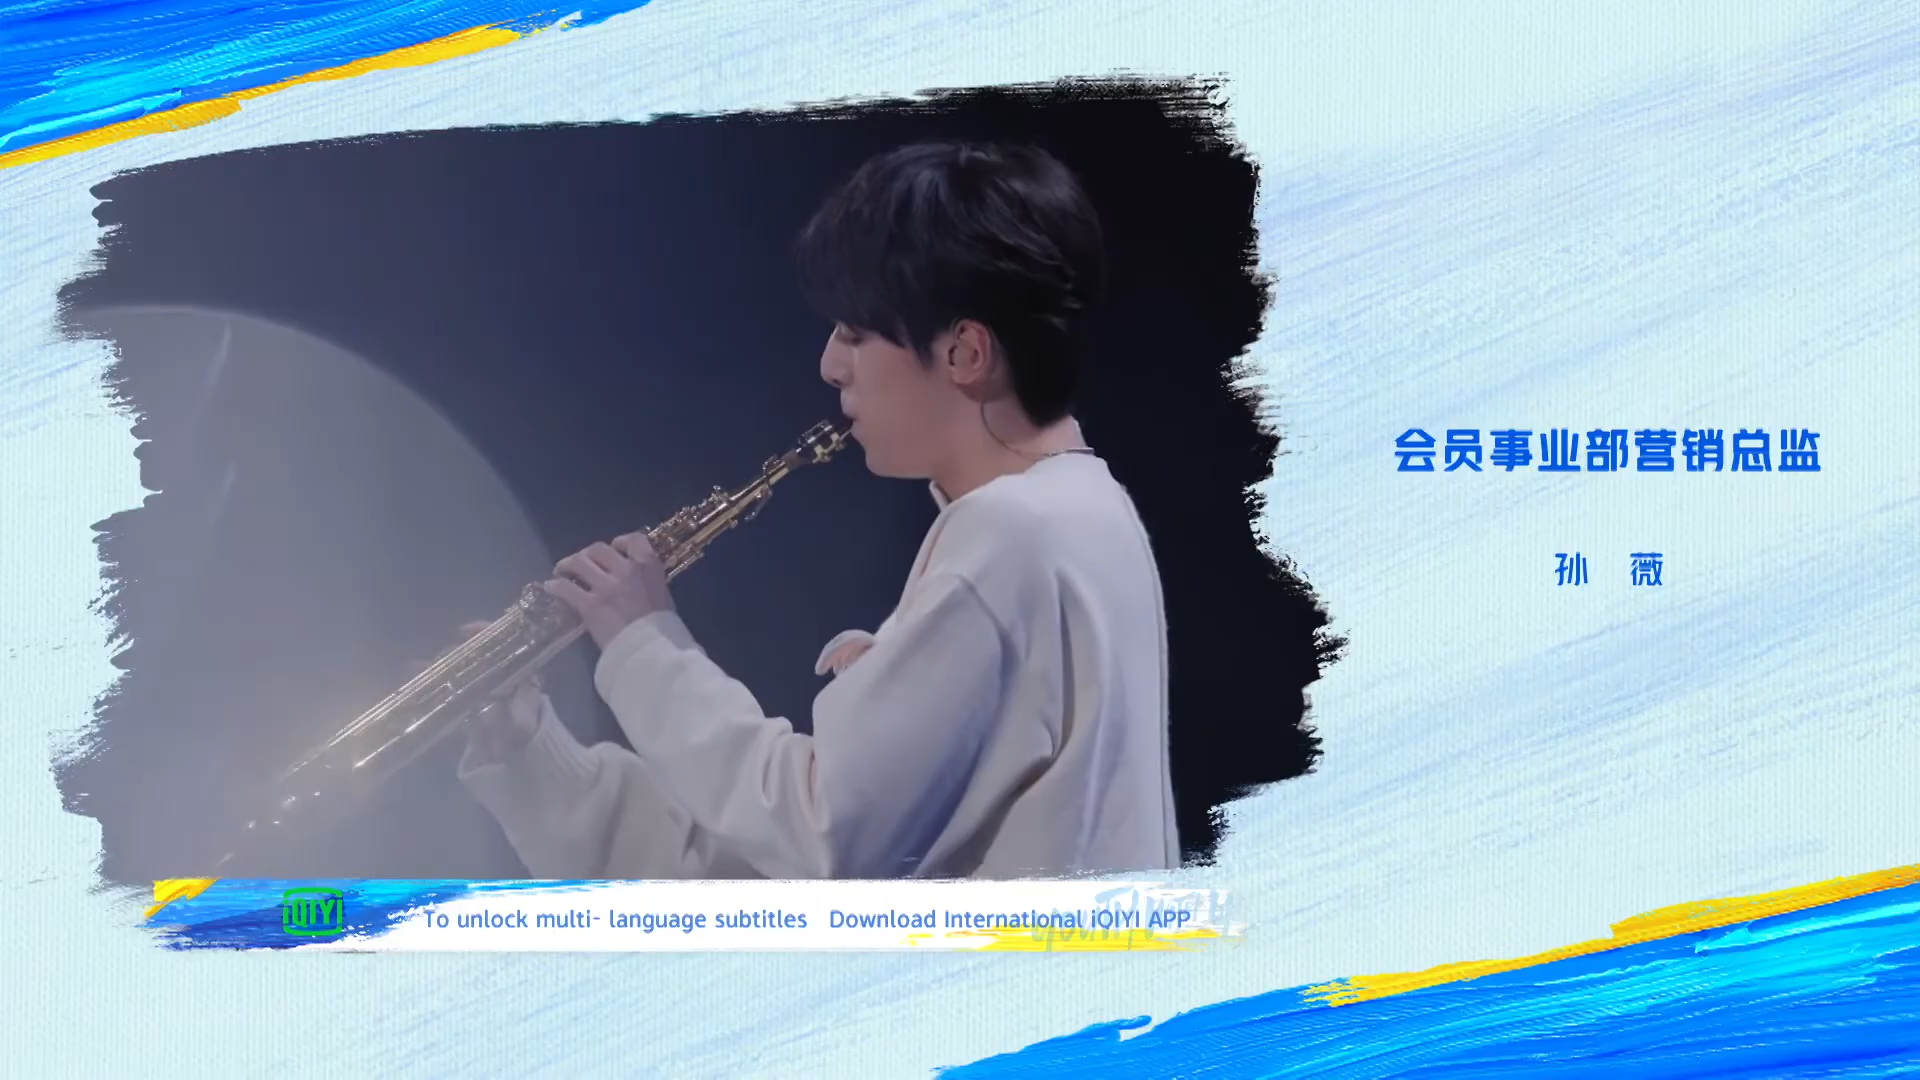 会员事业部营销总监
孙 薇
iQIYI
To unlock multi- language subtitles Download International iQIYI APP